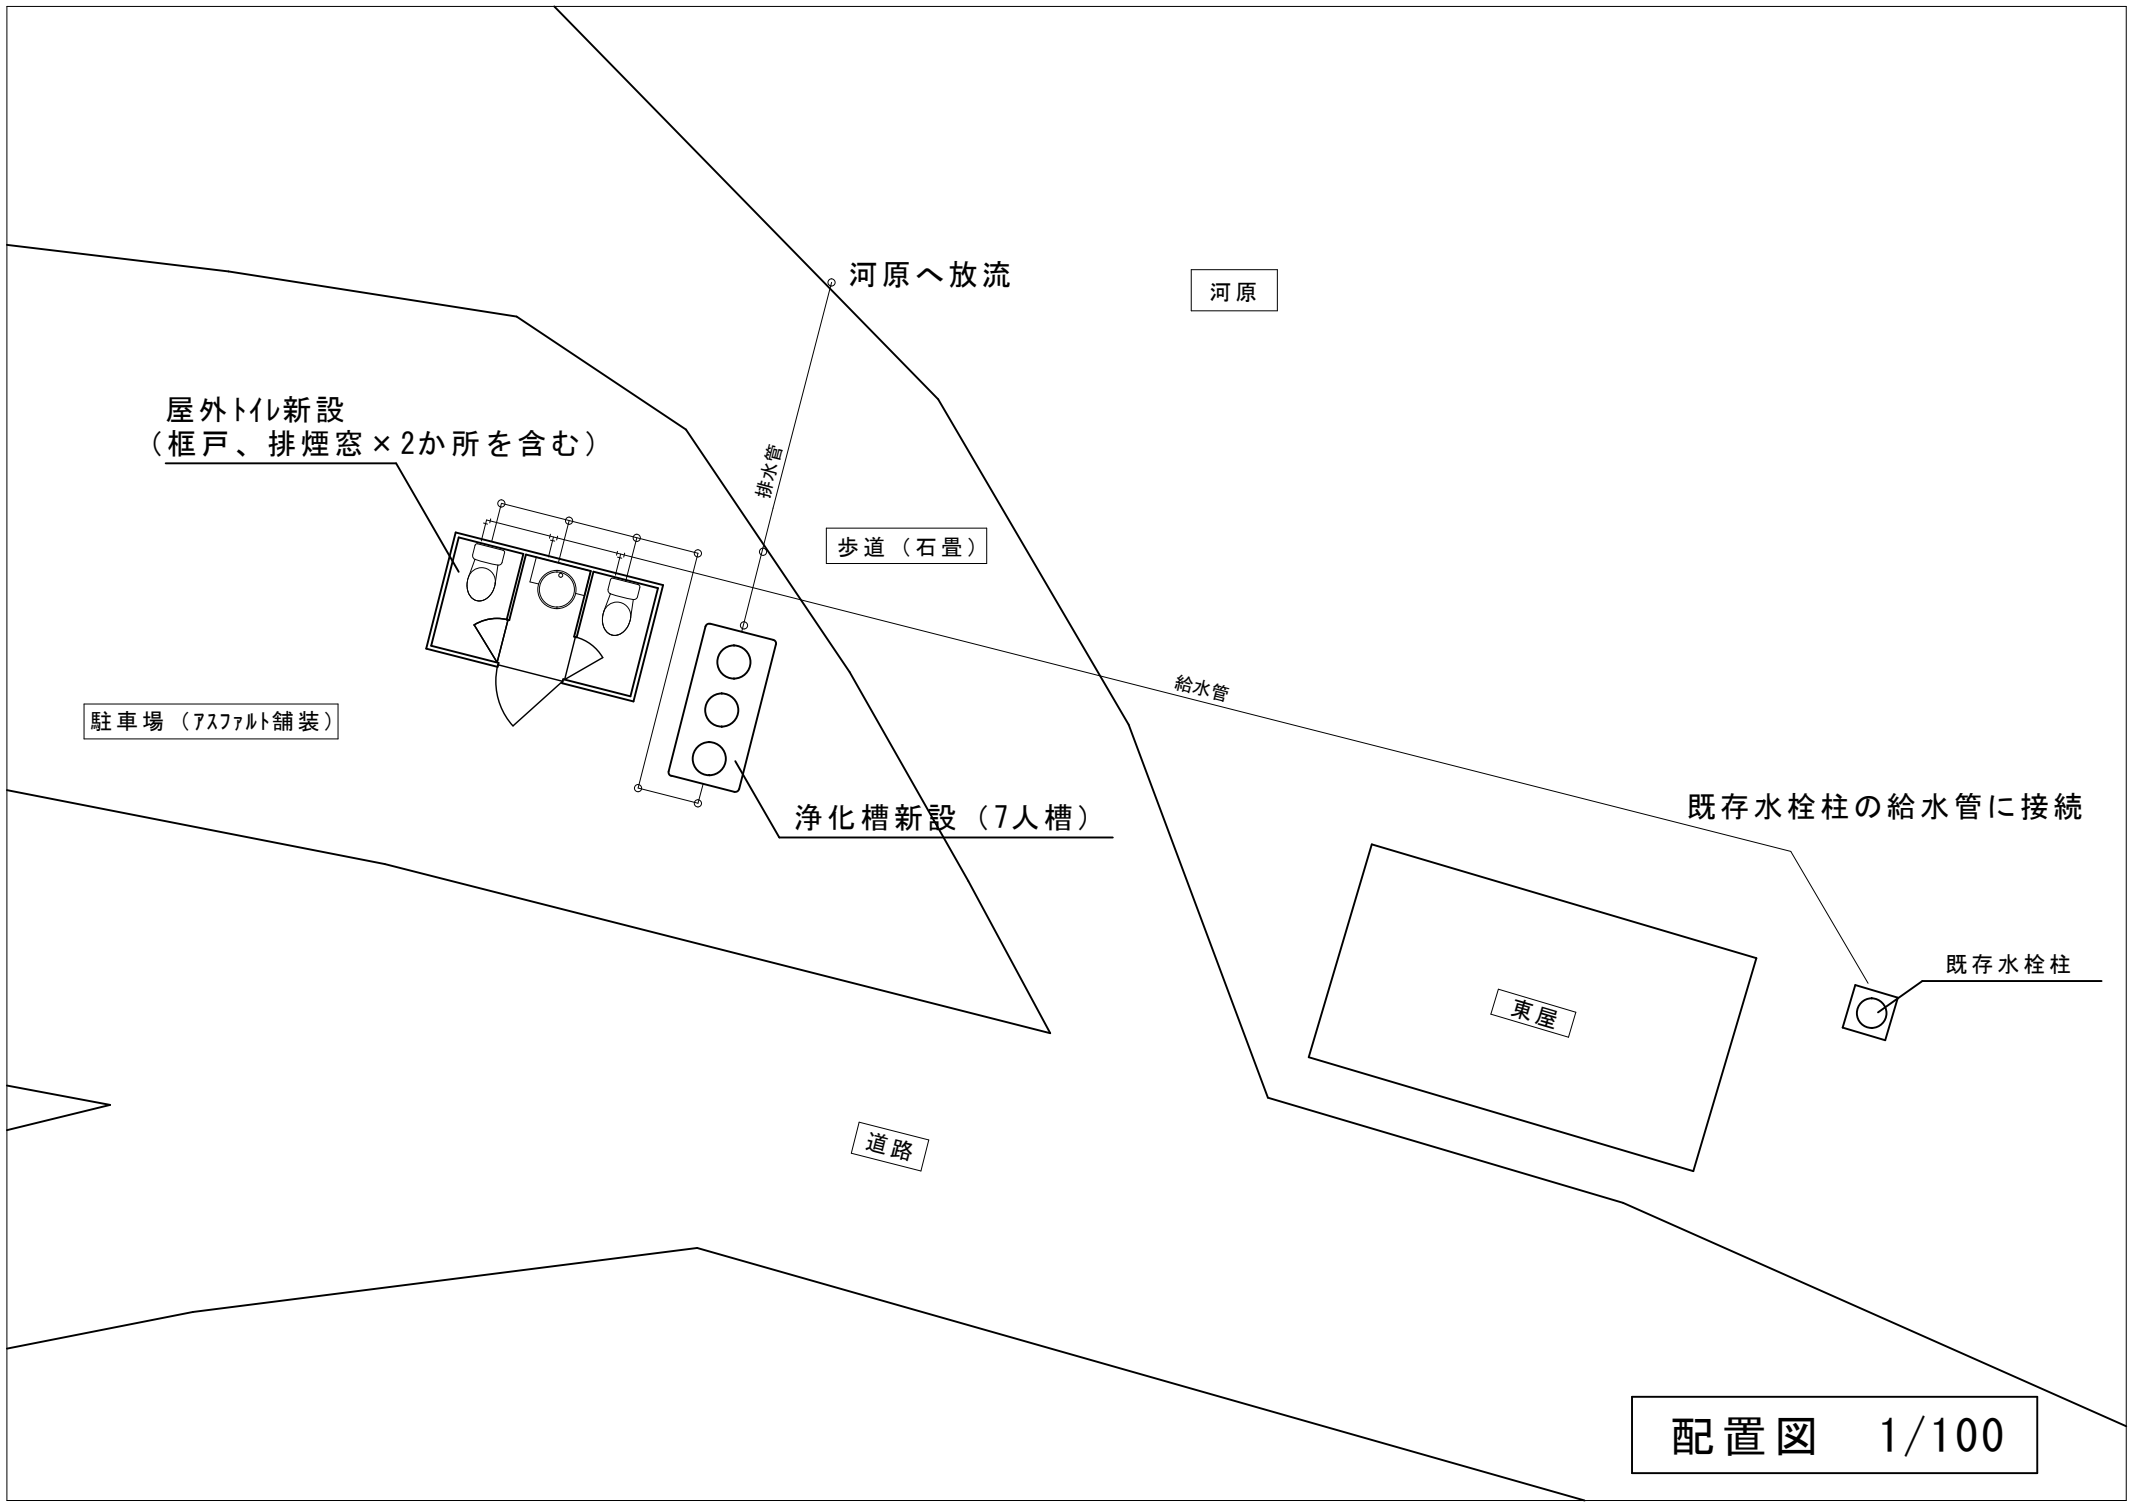 河原へ放流
河原
屋外ﾄｲﾚ新設
（框戸、排煙窓×2か所を含む）
排水管
歩道（石畳）
給水管
駐車場（ｱｽﾌｧﾙﾄ舗装）
浄化槽新設（7人槽）
既存水栓柱の給水管に接続
既存水栓柱
東屋
道路
配置図　1/100